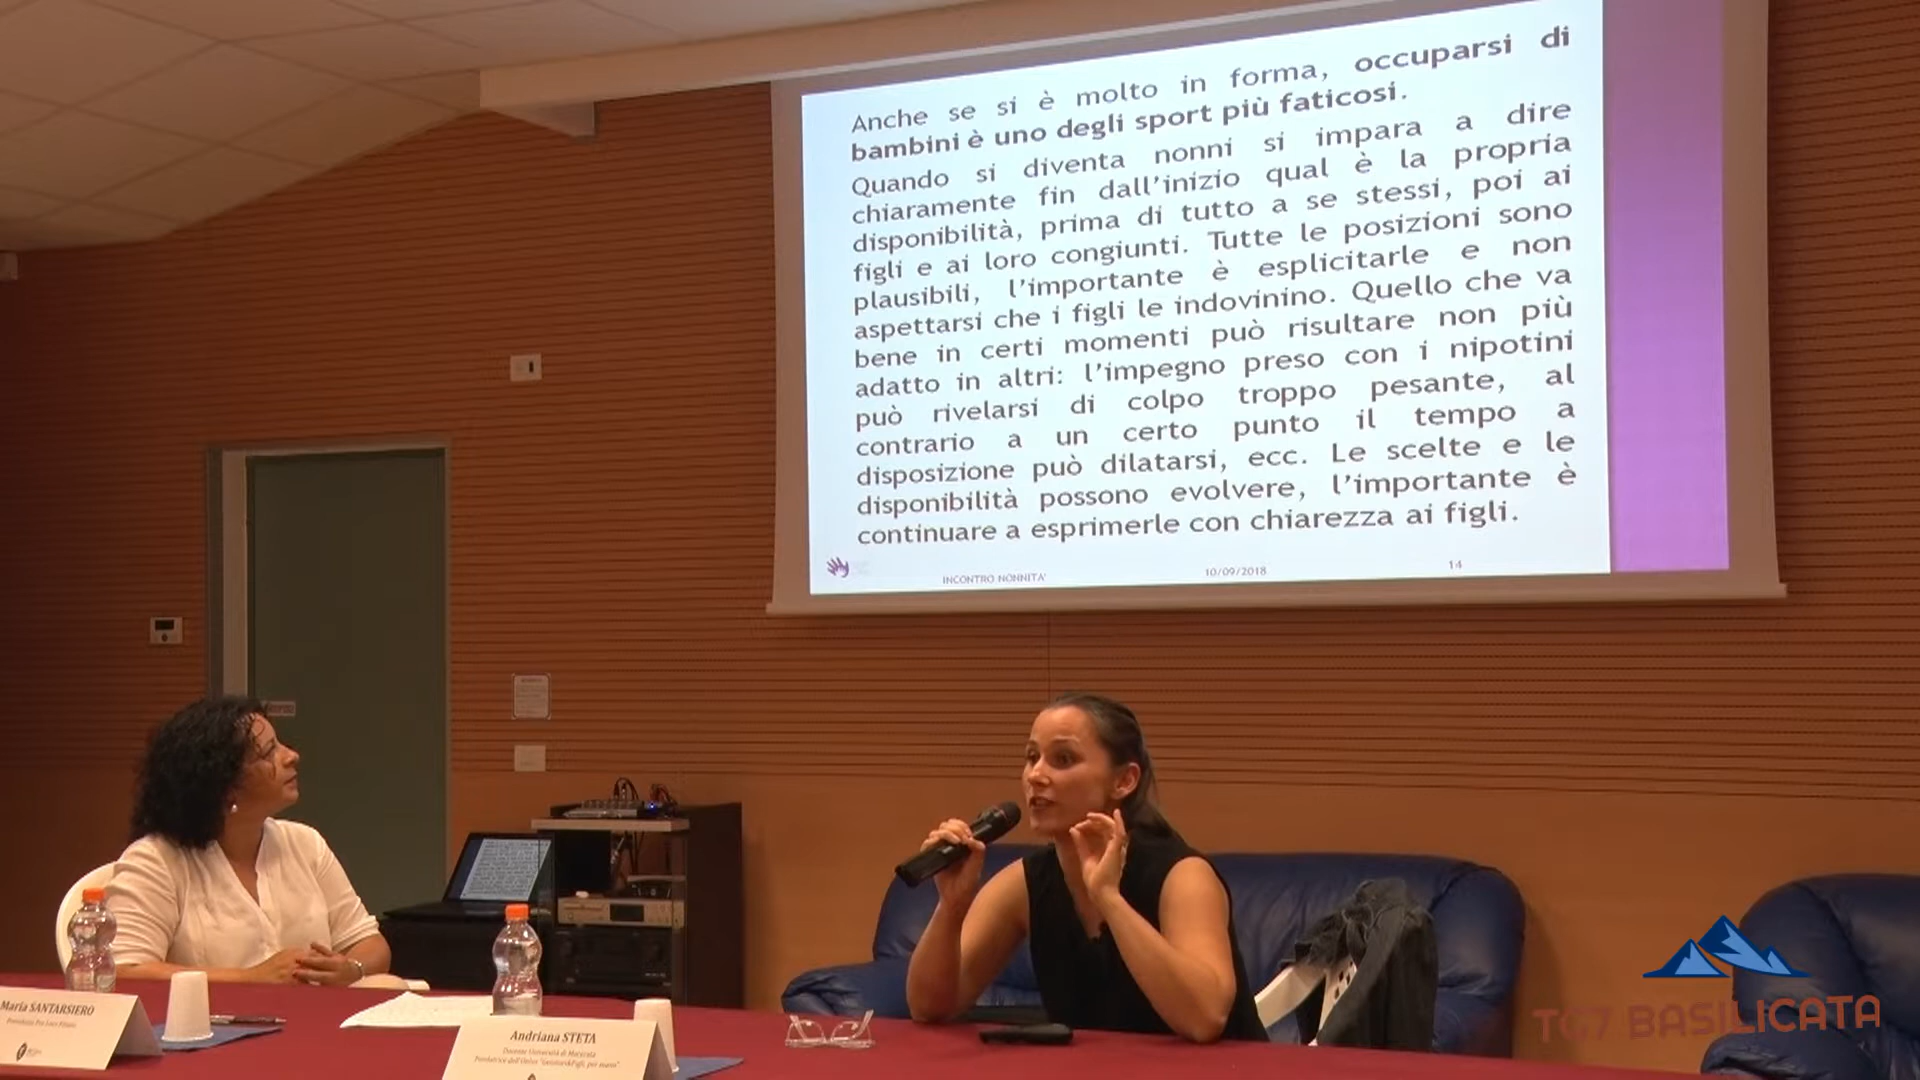 Anche se si è molto in forma, occuparsi di
bambini è uno degli sport più faticosi.
Quando si diventa nonni si impara a dire
chiaramente fin dall'inizio qual è la propria
disponibilità, prima di tutto a se stessi, poi ai
figli e ai loro congiunti. Tutte le posizioni sono
plausibili, l'importante è esplicitarle e non
aspettarsi che i figli le indovinino. Quello che va
bene in certi momenti può risultare non più
adatto in altri: l'impegno preso con i nipotini
può rivelarsi di colpo troppo pesante, al
contrario a un certo punto il tempo a
disposizione può dilatarsi, ecc. Le scelte e le
disponibilità possono evolvere, l'importante è
continuare a esprimerle con chiarezza ai figli.
INCONTRO NONNITA' 10/09/2018 14
Maria SANTARSIERO
Andriana STETA
Docente Università di Macerata
TG7 BASILICATA